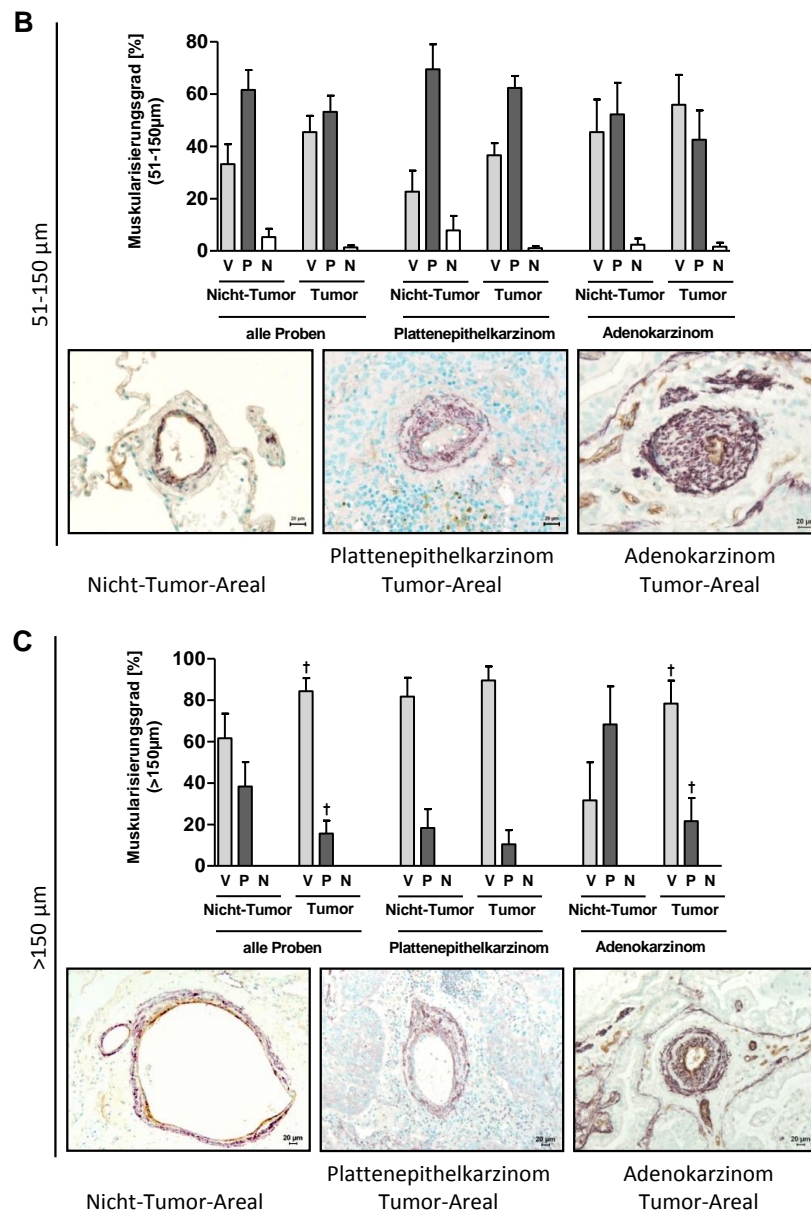 B
Muskularisierungsgrad [%]
(51-150µm)
80
60
40
20
0
V P N V P N V P N V P N V P N V P N
Nicht-Tumor Tumor Nicht-Tumor Tumor Nicht-Tumor Tumor
alle Proben Plattenepithelkarzinom Adenokarzinom
51-150 µm
20 µm 20 µm 20 µm
Nicht-Tumor-Areal
Plattenepithelkarzinom
Tumor-Areal
Adenokarzinom
Tumor-Areal
C
Muskularisierungsgrad [%]
(>150µm)
100
80
60
40
20
0
† † † †
V P N V P N V P N V P N V P N V P N
Nicht-Tumor Tumor Nicht-Tumor Tumor Nicht-Tumor Tumor
alle Proben Plattenepithelkarzinom Adenokarzinom
>150 µm
20 µm 20 µm 20 µm
Nicht-Tumor-Areal
Plattenepithelkarzinom
Tumor-Areal
Adenokarzinom
Tumor-Areal